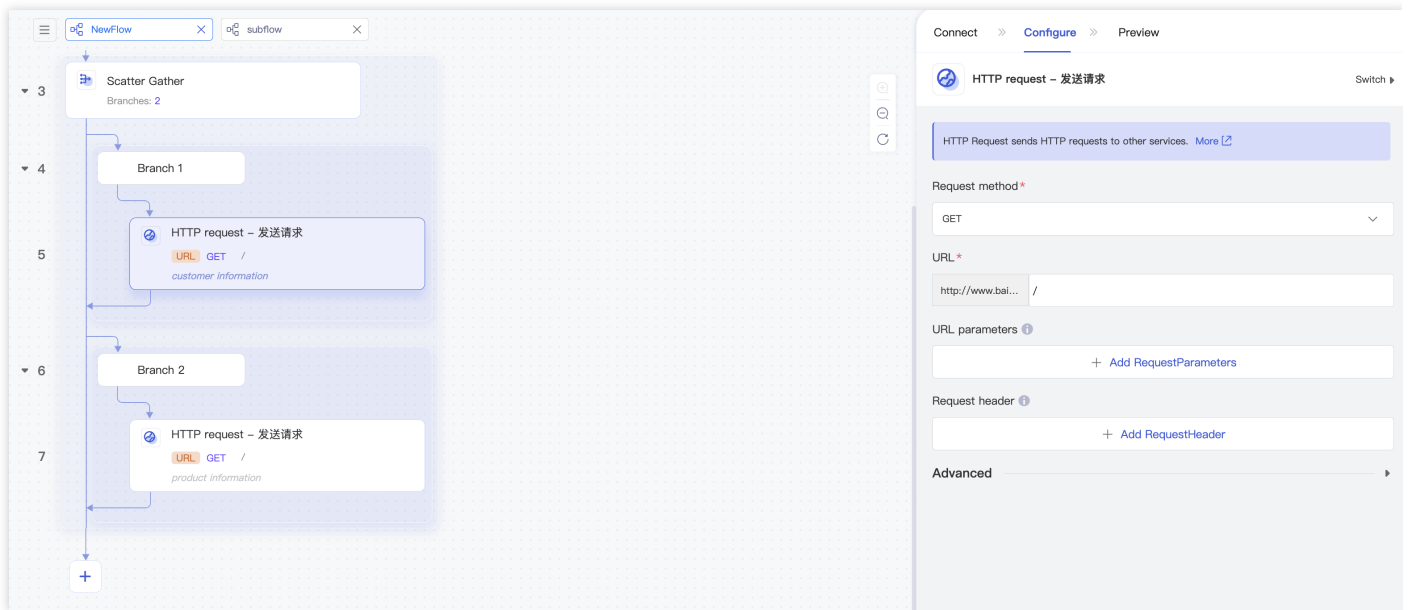 NewFlow
subflow
3
Scatter Gather
Branches: 2
4
Branch 1
5
HTTP request – 发送请求
URL GET /
customer information
6
Branch 2
7
HTTP request – 发送请求
URL GET /
product information
Connect
Configure
Preview
HTTP request – 发送请求
Switch
HTTP Request sends HTTP requests to other services. More
Request method*
GET
URL*
http://www.bai... /
URL parameters
+ Add RequestParameters
Request header
+ Add RequestHeader
Advanced